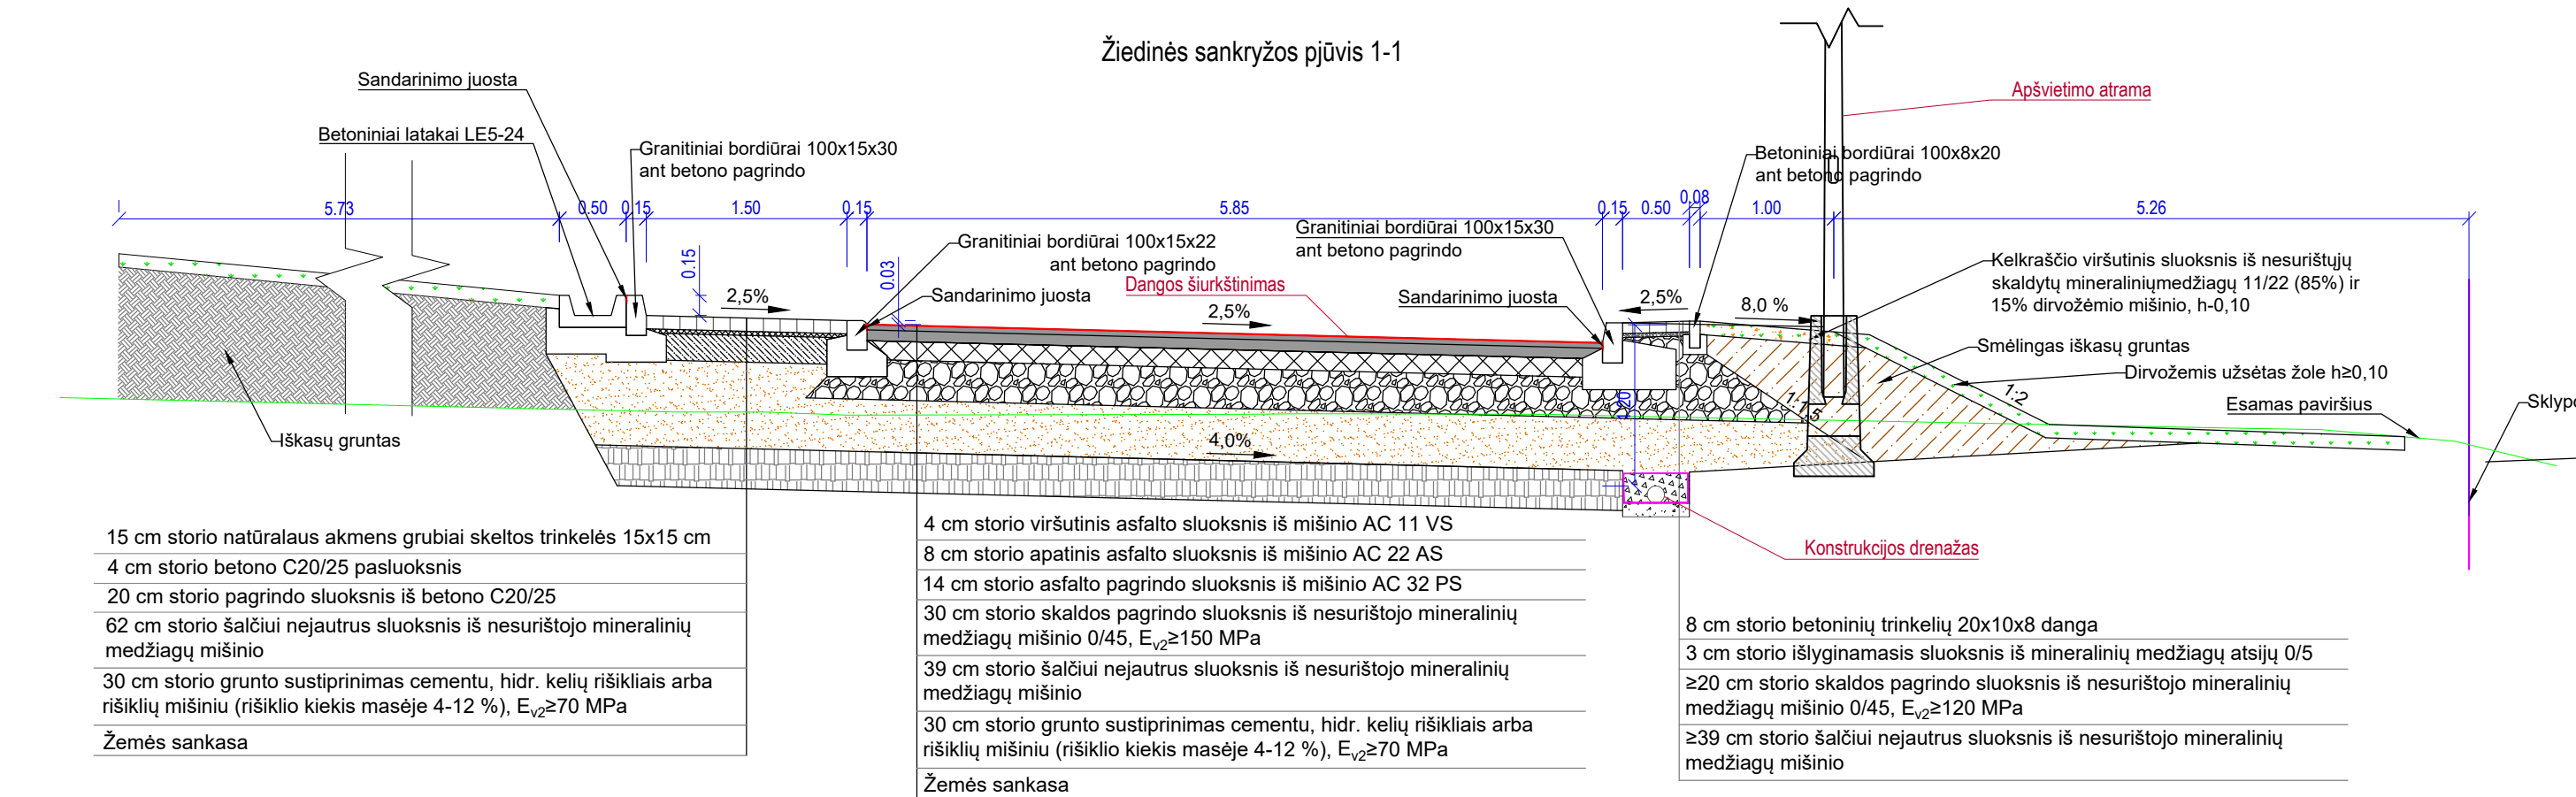 Žiedinės sankryžos pjūvis 1-1
Sandarinimo juosta
Betoniniai latakai LE5-24
Granitiniai bordiūrai 100x15x30
ant betono pagrindo
Apšvietimo atrama
Betoniniai bordiūrai 100x8x20
ant betono pagrindo
5.73
0.50
0.15
1.50
0.15
5.85
0.15
0.50
0.08
1.00
5.26
Granitiniai bordiūrai 100x15x22
ant betono pagrindo
Granitiniai bordiūrai 100x15x30
ant betono pagrindo
Dangos šiurkštinimas
Sandarinimo juosta
Sandarinimo juosta
0.15
0.03
2,5%
2,5%
2,5%
8,0 %
Kelkraščio viršutinis sluoksnis iš nesurištųjų
skaldytų mineraliniųmedžiagų 11/22 (85%) ir
15% dirvožėmio mišinio, h-0,10
Smėlingas iškasų gruntas
Dirvožemis užsėtas žole h≥0,10
Esamas paviršius
1:2
1.20
4,0%
Iškasų gruntas
Konstrukcijos drenažas
15 cm storio natūralaus akmens grubiai skeltos trinkelės 15x15 cm
4 cm storio betono C20/25 pasluoksnis
20 cm storio pagrindo sluoksnis iš betono C20/25
62 cm storio šalčiui nejautrus sluoksnis iš nesurištojo mineralinių
medžiagų mišinio
30 cm storio grunto sustiprinimas cementu, hidr. kelių rišikliais arba
rišiklių mišiniu (rišiklio kiekis masėje 4-12 %), Ev2≥70 MPa
Žemės sankasa
4 cm storio viršutinis asfalto sluoksnis iš mišinio AC 11 VS
8 cm storio apatinis asfalto sluoksnis iš mišinio AC 22 AS
14 cm storio asfalto pagrindo sluoksnis iš mišinio AC 32 PS
30 cm storio skaldos pagrindo sluoksnis iš nesurištojo mineralinių
medžiagų mišinio 0/45, Ev2≥150 MPa
39 cm storio šalčiui nejautrus sluoksnis iš nesurištojo mineralinių
medžiagų mišinio
30 cm storio grunto sustiprinimas cementu, hidr. kelių rišikliais arba
rišiklių mišiniu (rišiklio kiekis masėje 4-12 %), Ev2≥70 MPa
Žemės sankasa
8 cm storio betoninių trinkelių 20x10x8 danga
3 cm storio išlyginamasis sluoksnis iš mineralinių medžiagų atsijų 0/5
≥20 cm storio skaldos pagrindo sluoksnis iš nesurištojo mineralinių
medžiagų mišinio 0/45, Ev2≥120 MPa
≥39 cm storio šalčiui nejautrus sluoksnis iš nesurištojo mineralinių
medžiagų mišinio